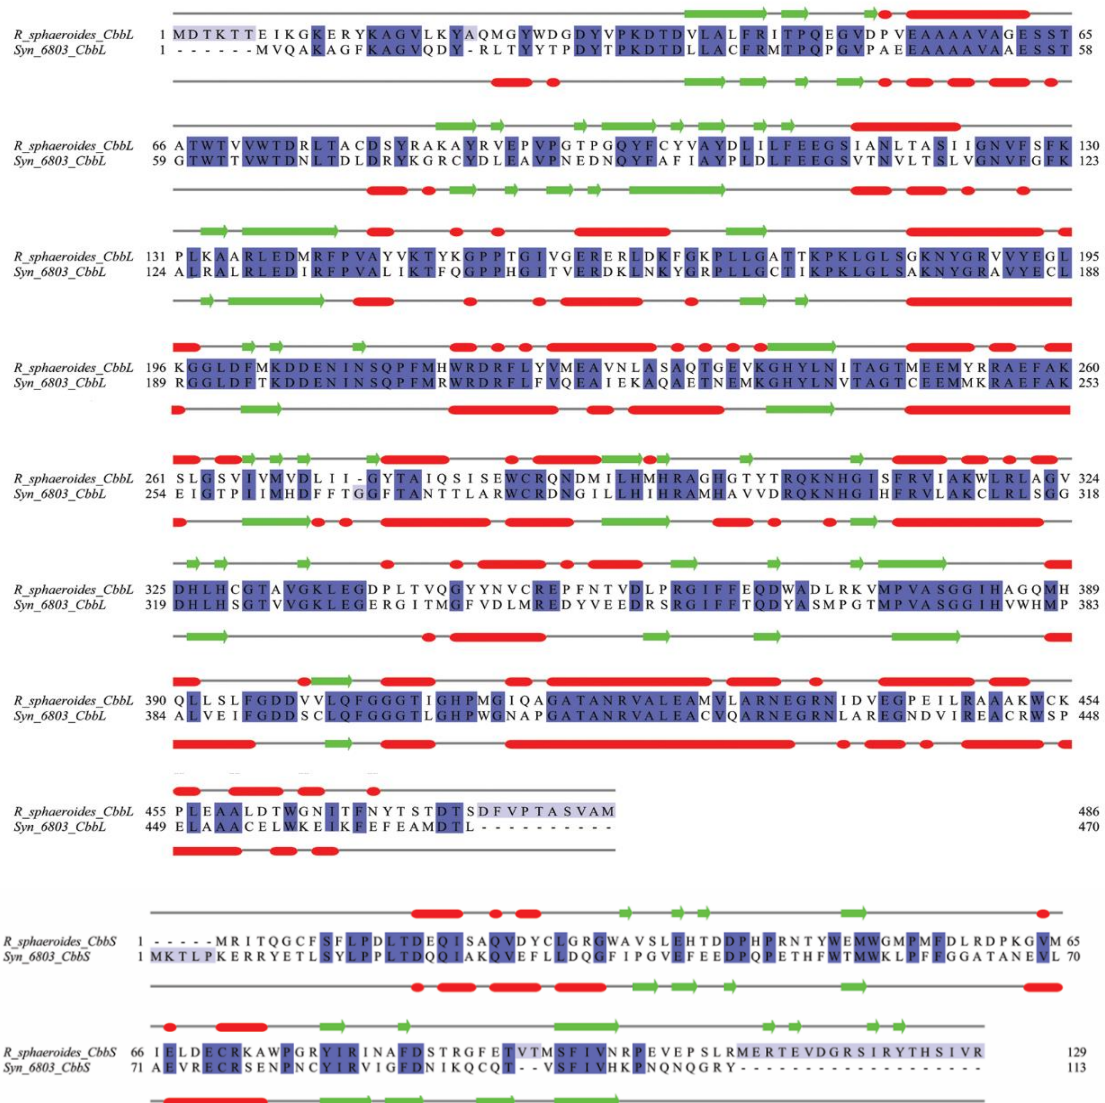 R_sphaeroides_CbbL 1 MDTKTTEIKGKERYKAGVLKYAQMGYWDGDYVPKDTDVLALFRITPQEGVDPVEAAAAVAGESST 65
Syn_6803_CbbL 1 ------MVQAKAGFKAGVQDY-RLTYYTPDYTPKDTDLLACFRMTPQPGVPAEEAAAAVAAESST 58
R_sphaeroides_CbbL 66 ATWTVVWTDRLTACDSYRAKAYRVEPVPGTPGQYFCYVAYDLILFEEGSIANLTASIIGNVFSFK 130
Syn_6803_CbbL 59 GTWTTVWTDNLTDLDRYKGRCYDLEAVPNEDNQYFAFIAYPLDLFEEGSVTNVLTSLVGNVFGFK 123
R_sphaeroides_CbbL 131 PLKAARLEDMRFPVAYVKTYKGPPTGIVGERERLDKFGKPLLGATTKPKLGLSGKNYGRVVYEGL 195
Syn_6803_CbbL 124 ALRALRLEDIRFPVALIKTFQGPPHGITVERDKLNKYGRPLLGCTIKPKLGLSAKNYGRAVYECL 188
R_sphaeroides_CbbL 196 KGGLDFMKDDENINSQPFMHWRDRFLYVMEAVNLASAQTGEVKGHYLNITAGTMEEMYRRAEFAK 260
Syn_6803_CbbL 189 RGGLDFTKDDENINSQPFMRWRDRFLFVQEAIEKAQAETNEMKGHYLNVTAGTCEEMMKRAEFAK 253
R_sphaeroides_CbbL 261 SLGSVIVMVDLII-GYTAIQSISEWCRQNDMILHMHRAGHGTYTRQKNHGISFRVIAKWLRLAGV 324
Syn_6803_CbbL 254 EIGTPIIMHDFFTGGFTANTTLARWCRDNGILLHIHRAMHAVVDRQKNHGIHFRVLAKCLRLSGG 318
R_sphaeroides_CbbL 325 DHLHCGTAVGKLEGDPLTVQGYYNVCREPFNTVDLPRGIFFEQDWADLRKVMPVASGGIHAGQMH 389
Syn_6803_CbbL 319 DHLHSGTVVGKLEGERGITMGFVDLMREDYVEEDRSRGIFFTQDYASMPGTMPVASGGIHVWHMP 383
R_sphaeroides_CbbL 390 QLLSLFGDDVVLQFGGGTIGHPMGIQAGATANRVALEAMVLARNEGRNIDVEGPEILRAAAKWCK 454
Syn_6803_CbbL 384 ALVEIFGDDSCLQFGGGTLGHPWGNAPGATANRVALEACVQARNEGRNLAREGNDVIREACRWSP 448
R_sphaeroides_CbbL 455 PLEAALDTWGNITFNYTSTDTSDFVPTASVAM 486
Syn_6803_CbbL 449 ELAAACELWKEIKFEFEAMDTL---------- 470
R_sphaeroides_CbbS 1 -----MRITQGCFSFLPDLTDEQISAQVDYCLGRGWAVSLEHTDDPHPRNTYWEMWGMPMFDLRDPKGVM 65
Syn_6803_CbbS 1 MKTLPKERRYETLSYLPPLTDQQIAKQVEFLLDQGFIPGVEFEEDPQPETHFWTMWKLPFFGGATANEVL 70
R_sphaeroides_CbbS 66 IELDECRKAWPGRYIRINAFDSTRGFETVTMSFIVNRPEVEPSLRMERTEVDGRSIRYTHSIVR 129
Syn_6803_CbbS 71 AEVRECRSENPNCYIRVIGFDNIKQCQT--VSFIVHKPNQNQGRY------------------- 113